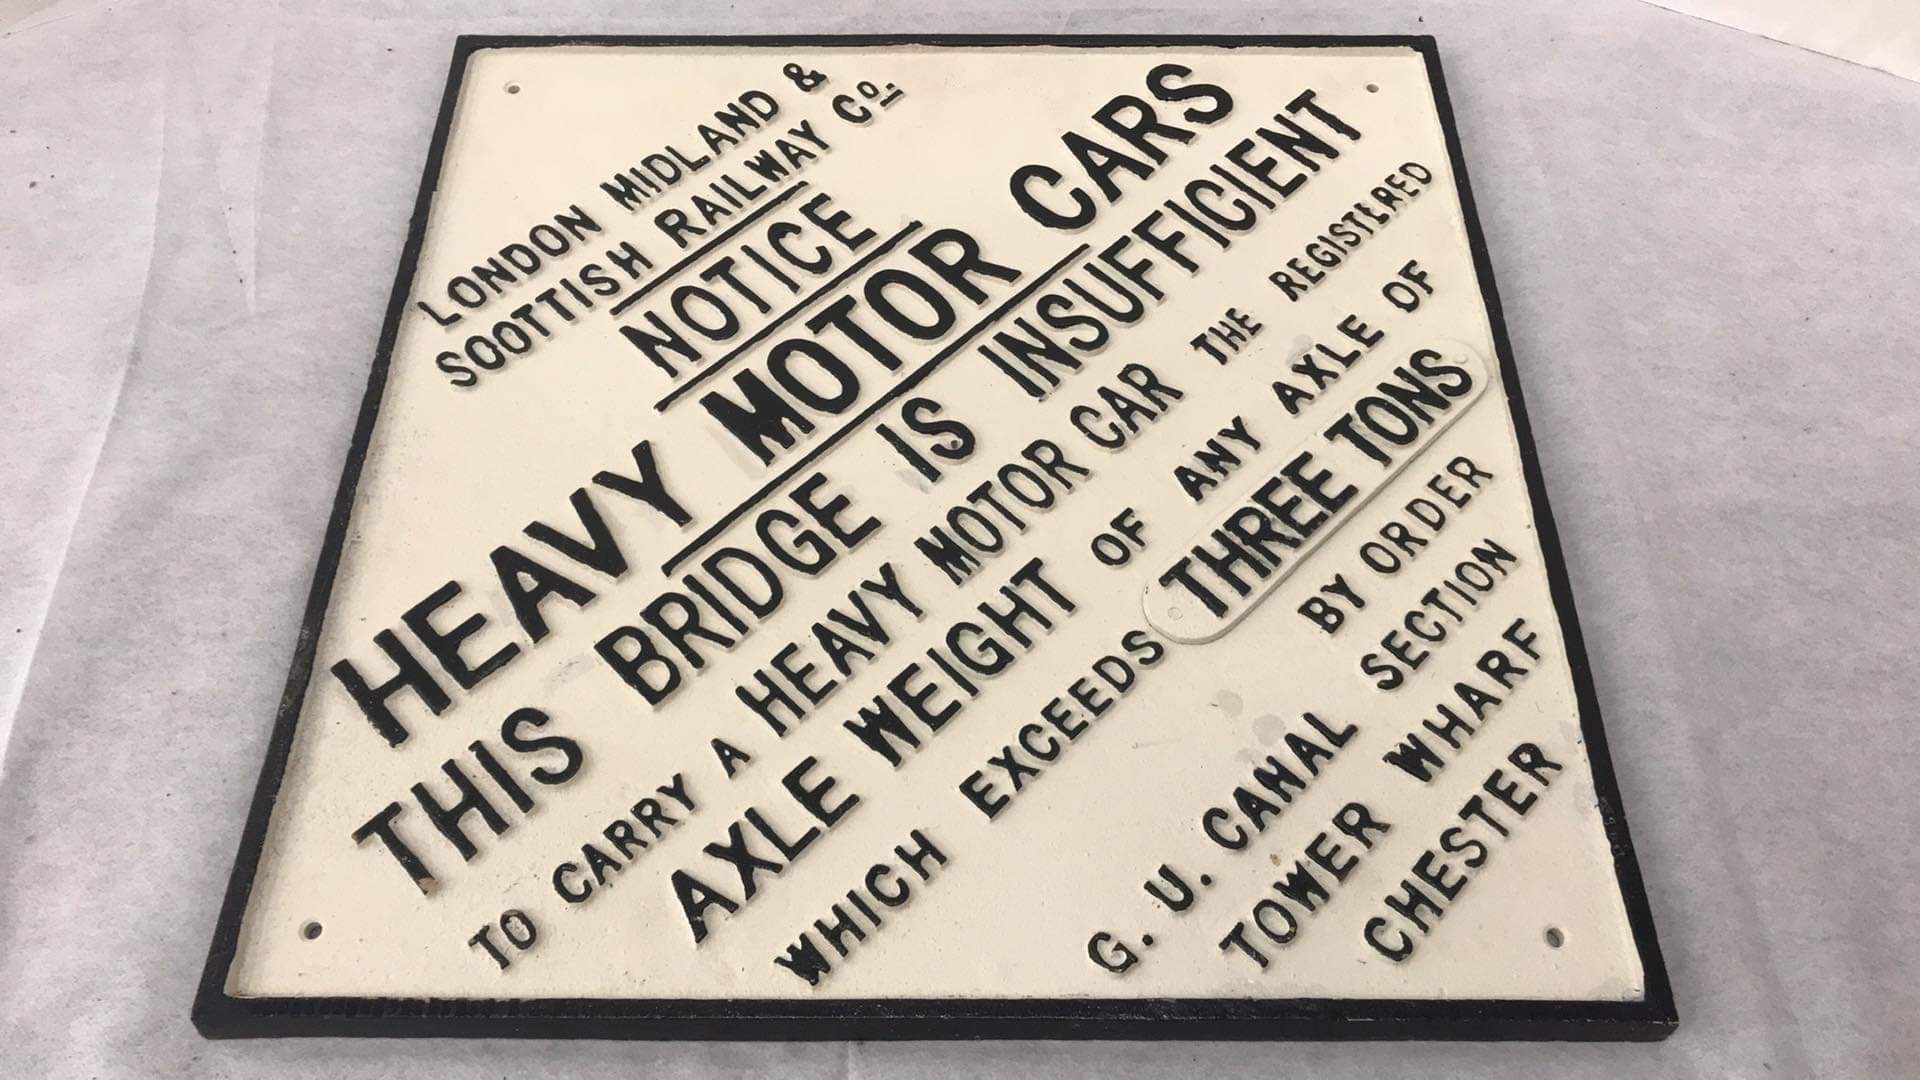 LONDON MIDLAND &
SCOTTISH RAILWAY Co.
NOTICE
HEAVY MOTOR CARS
THIS BRIDGE IS INSUFFICIENT
TO CARRY A HEAVY MOTOR CAR THE REGISTERED
AXLE WEIGHT OF ANY AXLE OF
WHICH EXCEEDS THREE TONS
BY ORDER
G. U. CANAL SECTION
TOWER WHARF
CHESTER